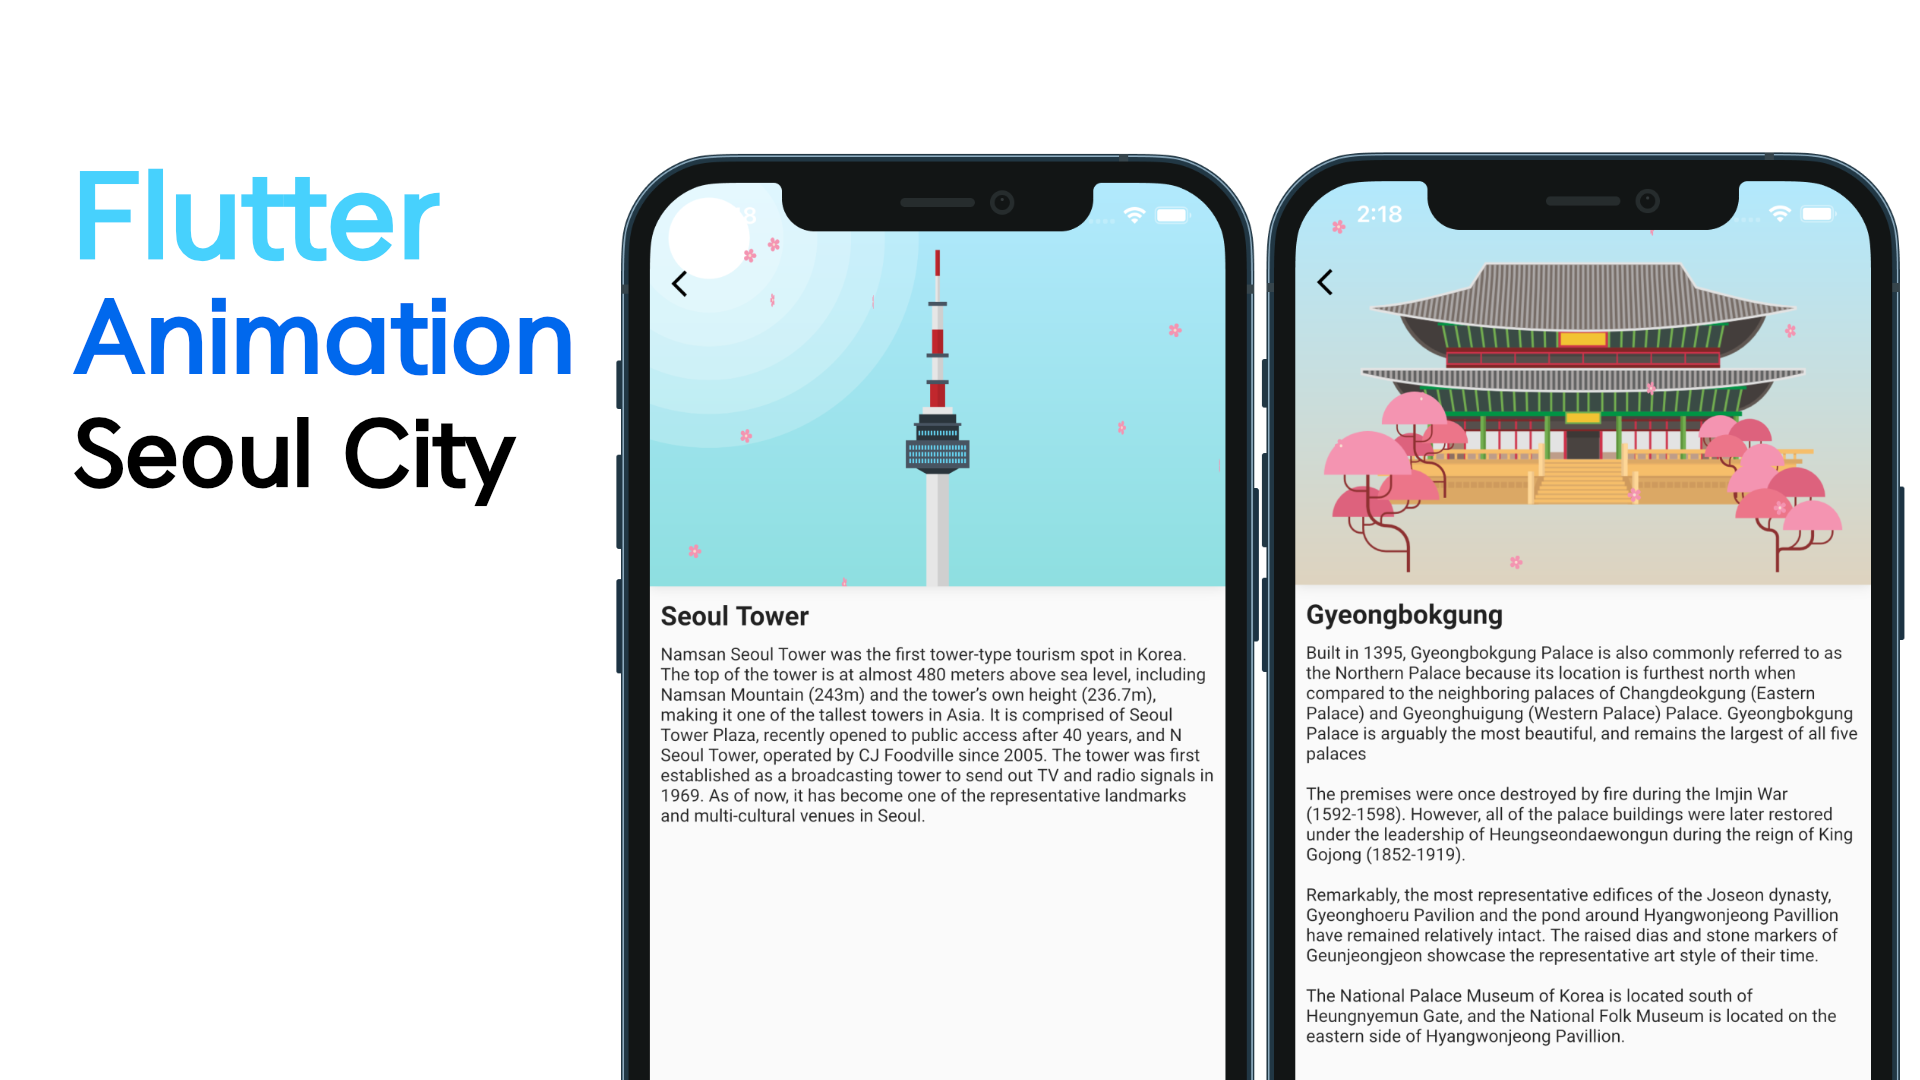 Flutter
Animation
Seoul City
8
Seoul Tower
Namsan Seoul Tower was the first tower-type tourism spot in Korea.
The top of the tower is at almost 480 meters above sea level, including
Namsan Mountain (243m) and the tower’s own height (236.7m),
making it one of the tallest towers in Asia. It is comprised of Seoul
Tower Plaza, recently opened to public access after 40 years, and N
Seoul Tower, operated by CJ Foodville since 2005. The tower was first
established as a broadcasting tower to send out TV and radio signals in
1969. As of now, it has become one of the representative landmarks
and multi-cultural venues in Seoul.
2:18
Gyeongbokgung
Built in 1395, Gyeongbokgung Palace is also commonly referred to as
the Northern Palace because its location is furthest north when
compared to the neighboring palaces of Changdeokgung (Eastern
Palace) and Gyeonghuigung (Western Palace) Palace. Gyeongbokgung
Palace is arguably the most beautiful, and remains the largest of all five
palaces
The premises were once destroyed by fire during the Imjin War
(1592-1598). However, all of the palace buildings were later restored
under the leadership of Heungseondaewongun during the reign of King
Gojong (1852-1919).
Remarkably, the most representative edifices of the Joseon dynasty,
Gyeonghoeru Pavilion and the pond around Hyangwonjeong Pavillion
have remained relatively intact. The raised dias and stone markers of
Geunjeongjeon showcase the representative art style of their time.
The National Palace Museum of Korea is located south of
Heungnyemun Gate, and the National Folk Museum is located on the
eastern side of Hyangwonjeong Pavillion.